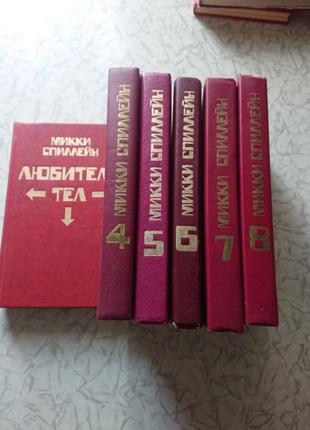 МИККИ
СПИЛЛЕЙН
ЛЮБИТЕЛ
← ТЕЛ →
↓
4 МИККИ СПИЛЛЕЙН
5 МИККИ СПИЛЛЕЙН
6 МИККИ СПИЛЛЕЙН
7 МИККИ СПИЛЛЕЙН
8 МИККИ СПИЛЛЕЙН